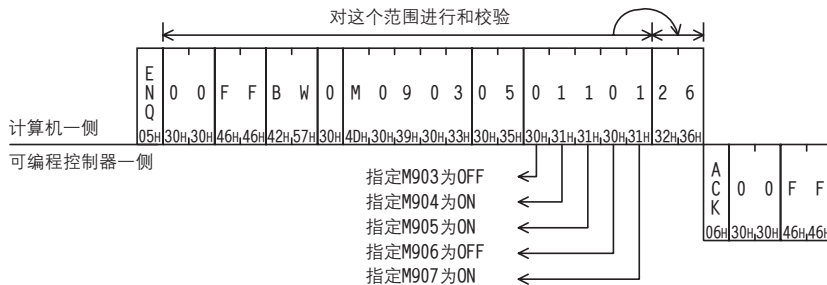 对这个范围进行和校验
E N Q 0 0 F F B W 0 M 0 9 0 3 0 5 0 1 1 0 1 2 6
05H 30H,30H 46H,46H 42H,57H 30H 4DH,30H,39H,30H,33H 30H,35H 30H,31H,31H,30H,31H 32H,36H
计算机一侧
可编程控制器一侧
A C K 0 0 F F
06H 30H,30H 46H,46H
指定M903为OFF
指定M904为ON
指定M905为ON
指定M906为OFF
指定M907为ON